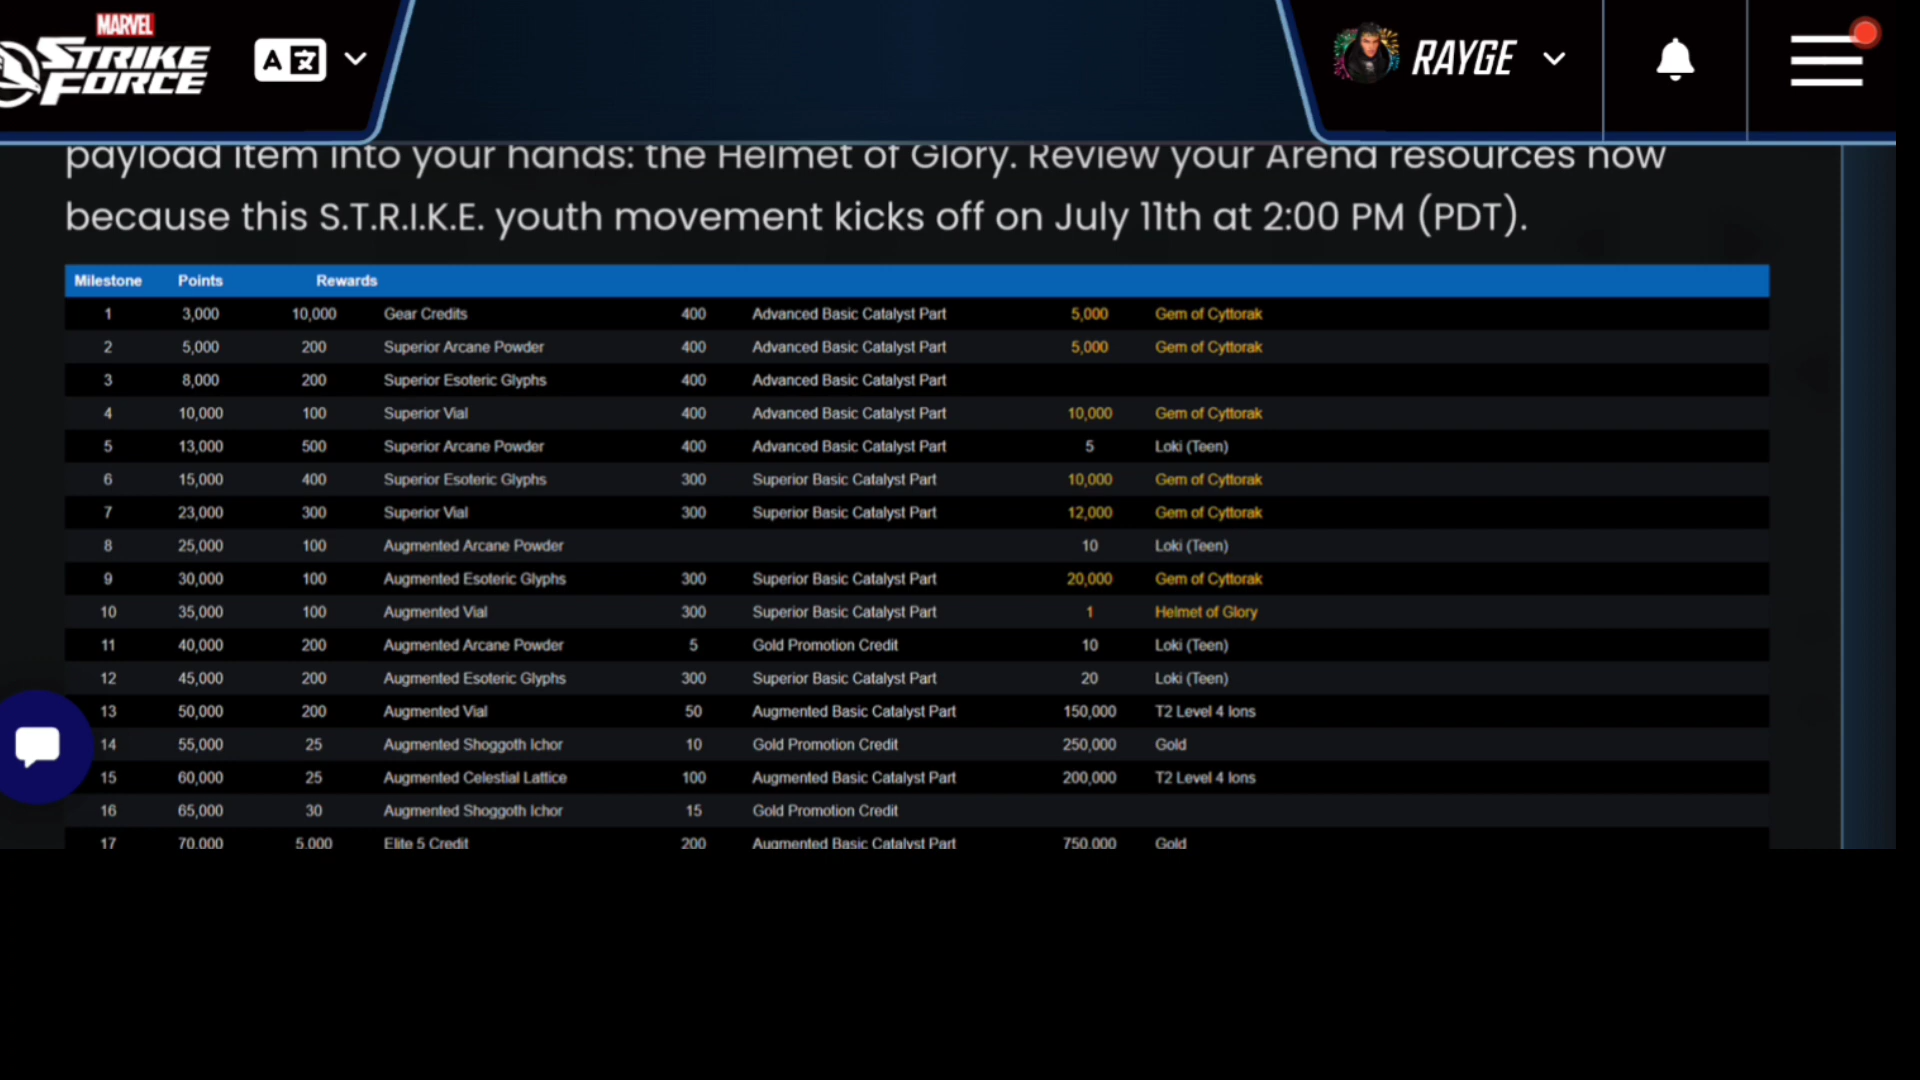 MARVEL
STRIKE
FORCE
A
RAYGE
payload item into your hands: the Helmet of Glory. Review your Arena resources now
because this S.T.R.I.K.E. youth movement kicks off on July 11th at 2:00 PM (PDT).
Milestone Points Rewards
1 3,000 10,000 Gear Credits 400 Advanced Basic Catalyst Part 5,000 Gem of Cyttorak
2 5,000 200 Superior Arcane Powder 400 Advanced Basic Catalyst Part 5,000 Gem of Cyttorak
3 8,000 200 Superior Esoteric Glyphs 400 Advanced Basic Catalyst Part
4 10,000 100 Superior Vial 400 Advanced Basic Catalyst Part 10,000 Gem of Cyttorak
5 13,000 500 Superior Arcane Powder 400 Advanced Basic Catalyst Part 5 Loki (Teen)
6 15,000 400 Superior Esoteric Glyphs 300 Superior Basic Catalyst Part 10,000 Gem of Cyttorak
7 23,000 300 Superior Vial 300 Superior Basic Catalyst Part 12,000 Gem of Cyttorak
8 25,000 100 Augmented Arcane Powder 10 Loki (Teen)
9 30,000 100 Augmented Esoteric Glyphs 300 Superior Basic Catalyst Part 20,000 Gem of Cyttorak
10 35,000 100 Augmented Vial 300 Superior Basic Catalyst Part 1 Helmet of Glory
11 40,000 200 Augmented Arcane Powder 5 Gold Promotion Credit 10 Loki (Teen)
12 45,000 200 Augmented Esoteric Glyphs 300 Superior Basic Catalyst Part 20 Loki (Teen)
13 50,000 200 Augmented Vial 50 Augmented Basic Catalyst Part 150,000 T2 Level 4 Ions
14 55,000 25 Augmented Shoggoth Ichor 10 Gold Promotion Credit 250,000 Gold
15 60,000 25 Augmented Celestial Lattice 100 Augmented Basic Catalyst Part 200,000 T2 Level 4 Ions
16 65,000 30 Augmented Shoggoth Ichor 15 Gold Promotion Credit
17 70,000 5,000 Elite 5 Credit 200 Augmented Basic Catalyst Part 750,000 Gold